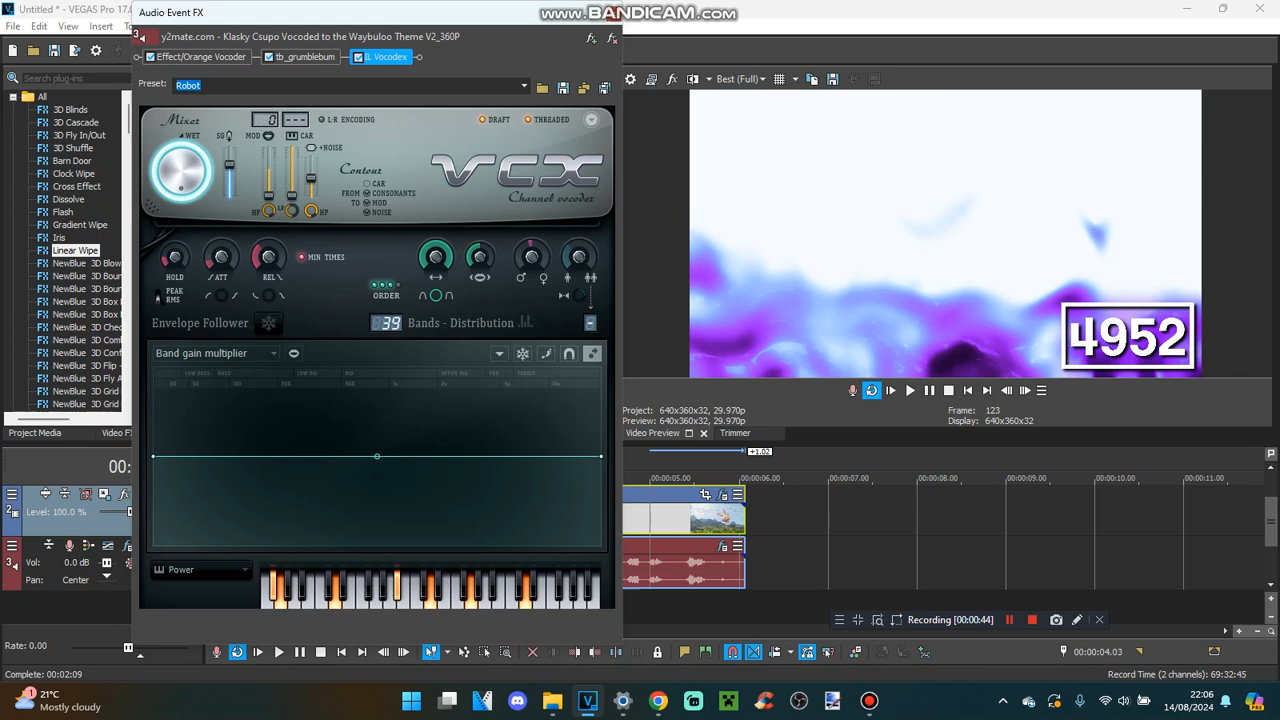 Untitled * - VEGAS Pro 17.0
Audio Event FX
www.BANDICAM.com
File Edit View Insert
y2mate.com - Klasky Csupo Vocoded to the Waybuloo Theme V2_360P
Effect/Orange Vocoder tb_grumblebum IL Vocodex
Search plug-ins
Preset: Robot
Best (Full)
All
3D Blinds
3D Cascade
3D Fly In/Out
3D Shuffle
Barn Door
Clock Wipe
Cross Effect
Dissolve
Flash
Gradient Wipe
Iris
Linear Wipe
NewBlue 3D Blow
NewBlue 3D Bour
NewBlue 3D Box
NewBlue 3D Box
NewBlue 3D Chec
NewBlue 3D Comb
NewBlue 3D Conf
NewBlue 3D Flip -
NewBlue 3D Fly A
NewBlue 3D Grid
NewBlue 3D Grid
Mixer
WET SG MOD CAR
0 ---
L-R ENCODING
DRAFT THREADED
+NOISE
Contour
CAR
FROM CONSONANTS
TO MOD
NOISE
HP LP HP
VCX
Channel vocoder
HOLD ATT REL
MIN TIMES
PEAK
RMS
ORDER
Envelope Follower
39 Bands - Distribution
Band gain multiplier
LOW BASS BASS LOW MID MID UPPER MID PRE TREBLE
Power
4952
Project: 640x360x32, 29.970p
Preview: 640x360x32, 29.970p
Frame: 123
Display: 640x360x32
Project Media Video FX
Video Preview Trimmer
+1.02
00:
00:00:05.00 00:00:06.00 00:00:07.00 00:00:08.00 00:00:09.00 00:00:10.00 00:00:11.00
2
Level: 100.0 %
3
Vol: 0.0 dB
Pan: Center
Recording [00:00:44]
Rate: 0.00
00:00:04.03
Complete: 00:02:09
Record Time (2 channels): 69:32:45
21°C
Mostly cloudy
22:06
14/08/2024